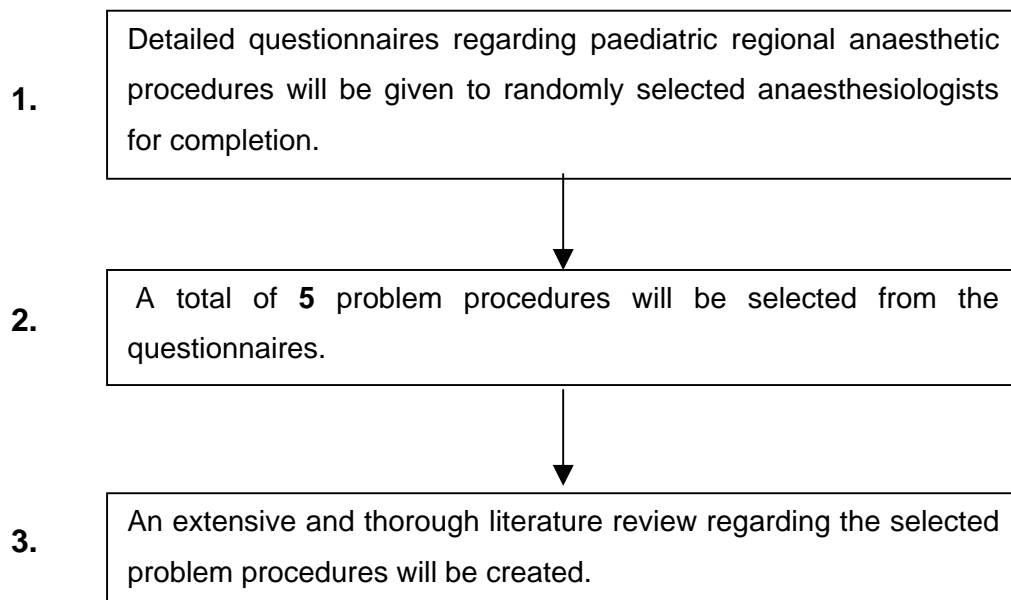 Detailed questionnaires regarding paediatric regional anaesthetic
1. procedures will be given to randomly selected anaesthesiologists
for completion.
A total of 5 problem procedures will be selected from the
2. questionnaires.
An extensive and thorough literature review regarding the selected
3. problem procedures will be created.